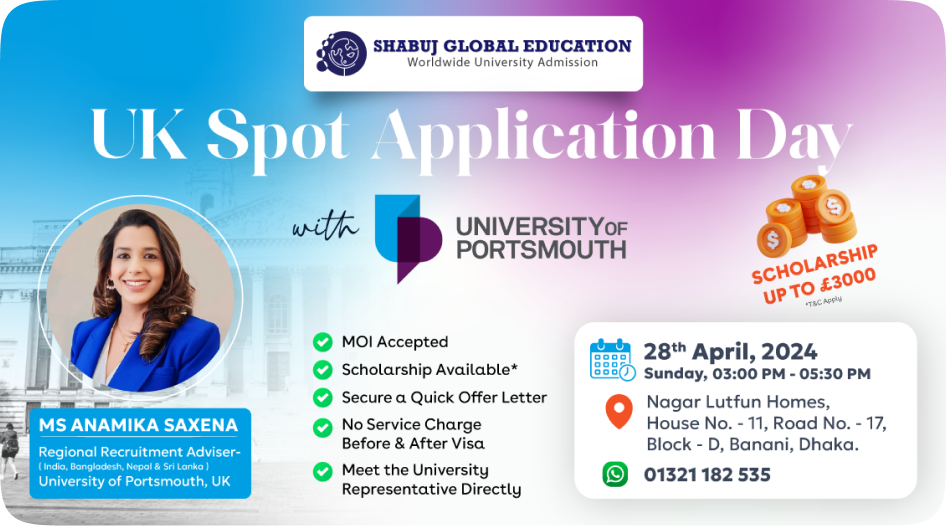 SHABUJ GLOBAL EDUCATION
Worldwide University Admission
UK Spot Application Day
with
UNIVERSITY OF
PORTSMOUTH
SCHOLARSHIP
UP TO £3000
*T&C Apply
MS ANAMIKA SAXENA
Regional Recruitment Adviser-
( India, Bangladesh, Nepal & Sri Lanka )
University of Portsmouth, UK
MOI Accepted
Scholarship Available*
Secure a Quick Offer Letter
No Service Charge
Before & After Visa
Meet the University
Representative Directly
28th April, 2024
Sunday, 03:00 PM - 05:30 PM
Nagar Lutfun Homes,
House No. - 11, Road No. - 17,
Block - D, Banani, Dhaka.
01321 182 535